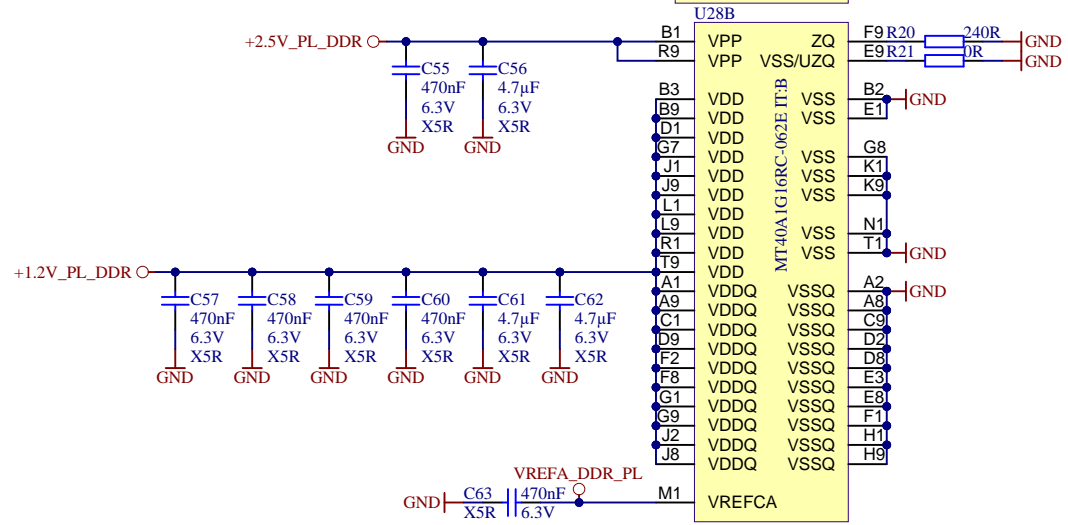 U28B
+2.5V_PL_DDR
B1 VPP ZQ F9 R20 240R GND
R9 VPP VSS/UZQ E9 R21 0R GND
C55 C56
470nF 4.7µF
6.3V 6.3V
X5R X5R
GND GND
B3 VDD VSS B2 GND
B9 VDD VSS E1
D1 VDD
G7 VDD VSS G8
J1 VDD VSS K1
J9 VDD VSS K9
L1 VDD
L9 VDD VSS N1
R1 VDD VSS T1 GND
T9 VDD
MT40A1G16RC-062E IT:B
+1.2V_PL_DDR
A1 VDDQ VSSQ A2 GND
A9 VDDQ VSSQ A8
C1 VDDQ VSSQ C9
D9 VDDQ VSSQ D2
F2 VDDQ VSSQ D8
F8 VDDQ VSSQ E3
G1 VDDQ VSSQ E8
G9 VDDQ VSSQ F1
J2 VDDQ VSSQ H1
J8 VDDQ VSSQ H9
C57 C58 C59 C60 C61 C62
470nF 470nF 470nF 470nF 4.7µF 4.7µF
6.3V 6.3V 6.3V 6.3V 6.3V 6.3V
X5R X5R X5R X5R X5R X5R
GND GND GND GND GND GND
VREFA_DDR_PL
GND C63 470nF M1 VREFCA
X5R 6.3V